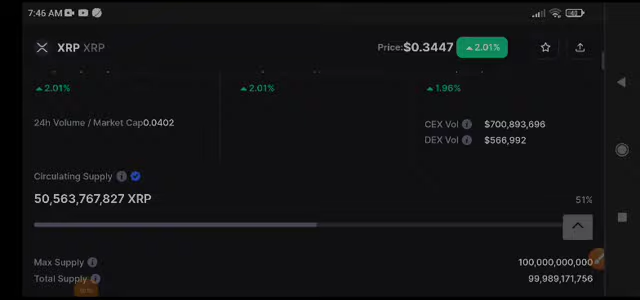 7:46 AM
XRP XRP
Price:$0.3447 2.01%
2.01% 2.01% 1.96%
24h Volume / Market Cap0.0402
CEX Vol $700,893,696
DEX Vol $566,992
Circulating Supply
50,563,767,827 XRP 51%
Max Supply 100,000,000,000
Total Supply 99,989,171,756